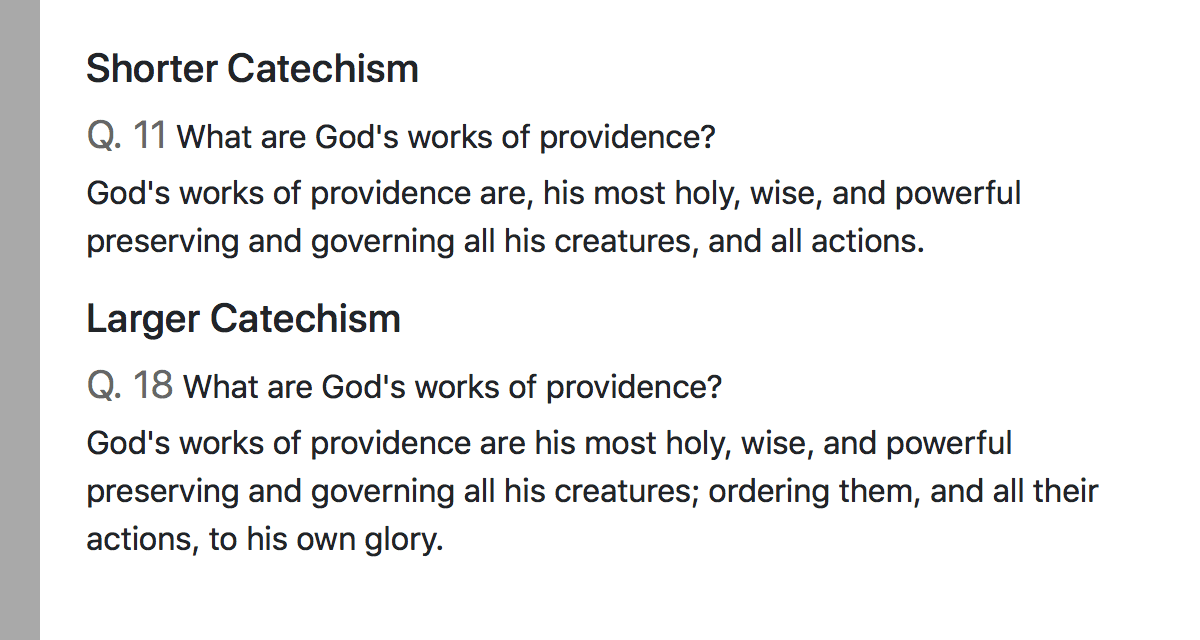 Shorter Catechism
Q. 11 What are God's works of providence?
God's works of providence are, his most holy, wise, and powerful
preserving and governing all his creatures, and all actions.
Larger Catechism
Q. 18 What are God's works of providence?
God's works of providence are his most holy, wise, and powerful
preserving and governing all his creatures; ordering them, and all their
actions, to his own glory.